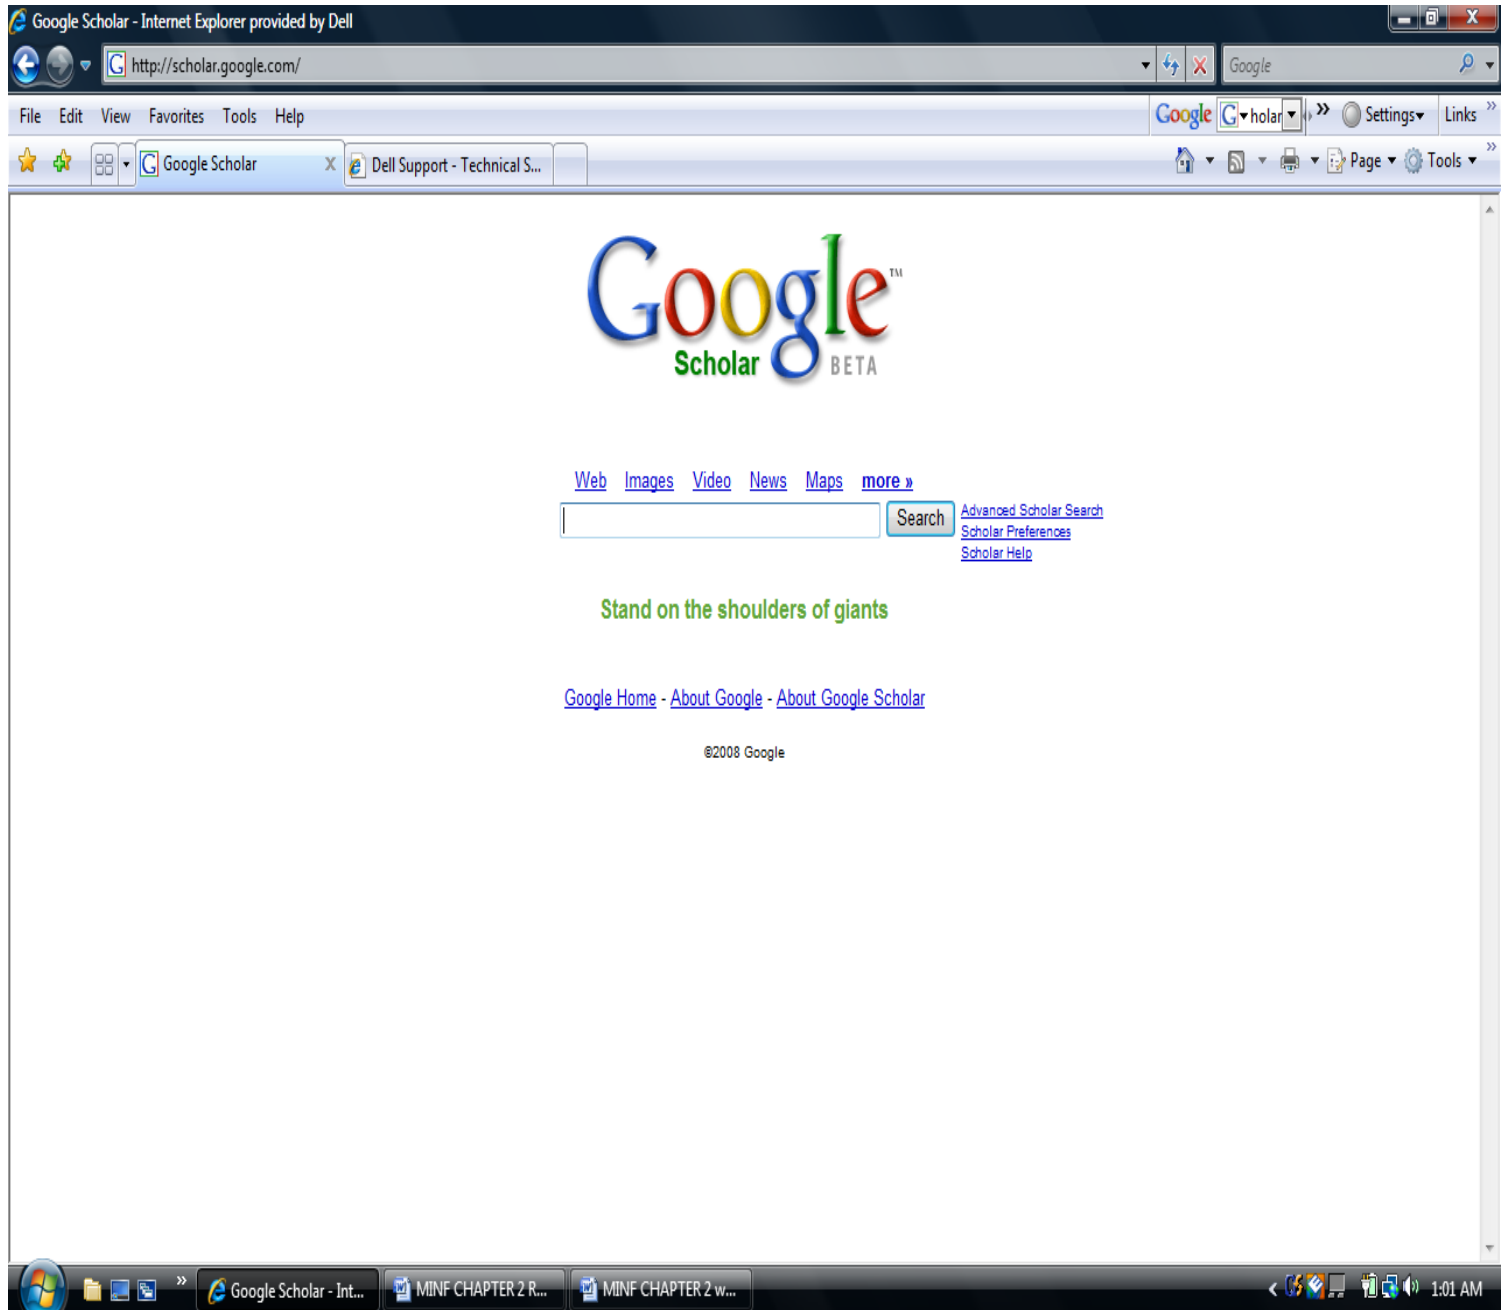 Google Scholar - Internet Explorer provided by Dell
http://scholar.google.com/
Google
File Edit View Favorites Tools Help
Google G holar » Settings Links »
Google Scholar X Dell Support - Technical S...
Page Tools »
Google™
Scholar BETA
Web Images Video News Maps more »
Search
Advanced Scholar Search
Scholar Preferences
Scholar Help
Stand on the shoulders of giants
Google Home - About Google - About Google Scholar
©2008 Google
» Google Scholar - Int... MINF CHAPTER 2 R... MINF CHAPTER 2 w... 1:01 AM